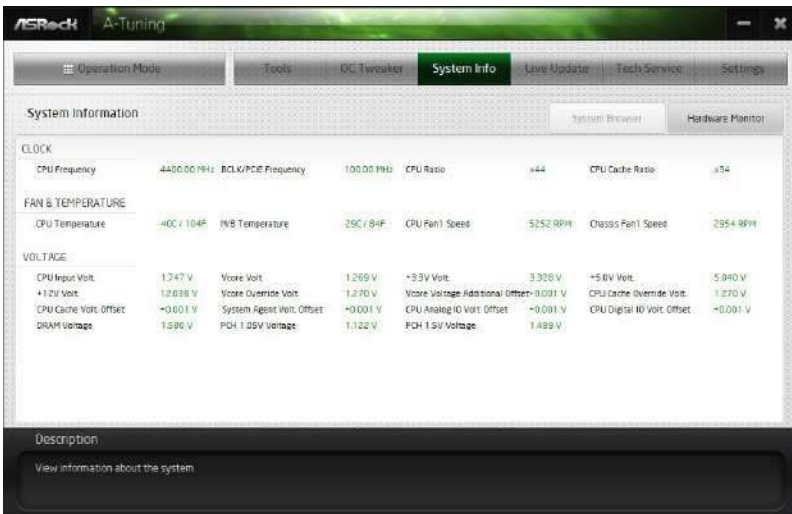 ASRock A-Tuning
Operation Mode Tools OC Tweaker System Info Live Update Tech Service Settings
System Information System Browser Hardware Monitor
CLOCK
CPU Frequency 4400.00 MHz BCLK/PCIE Frequency 100.00 MHz CPU Ratio x44 CPU Cache Ratio x34
FAN & TEMPERATURE
CPU Temperature 40C / 104F M/B Temperature 29C / 84F CPU Fan1 Speed 5252 RPM Chassis Fan1 Speed 2954 RPM
VOLTAGE
CPU Input Volt. 1.747 V Vcore Volt. 1.269 V +3.3V Volt. 3.328 V +5.0V Volt. 5.040 V
+12V Volt. 12.038 V Vcore Override Volt. 1.270 V Vcore Voltage Additional Offset +0.001 V CPU Cache Override Volt. 1.270 V
CPU Cache Volt. Offset +0.001 V System Agent Volt. Offset +0.001 V CPU Analog IO Volt. Offset +0.001 V CPU Digital IO Volt. Offset +0.001 V
DRAM Voltage PCH 1.05V Voltage 1.122 V PCH 1.5V Voltage 1.499 V
Description
View information about the system